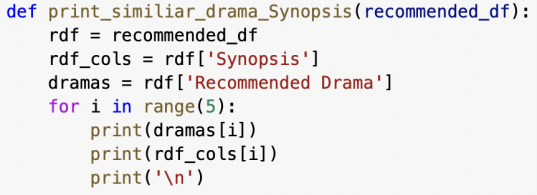 def print_similiar_drama_Synopsis(recommended_df):
    rdf = recommended_df
    rdf_cols = rdf['Synopsis']
    dramas = rdf['Recommended Drama']
    for i in range(5):
        print(dramas[i])
        print(rdf_cols[i])
        print('\n')